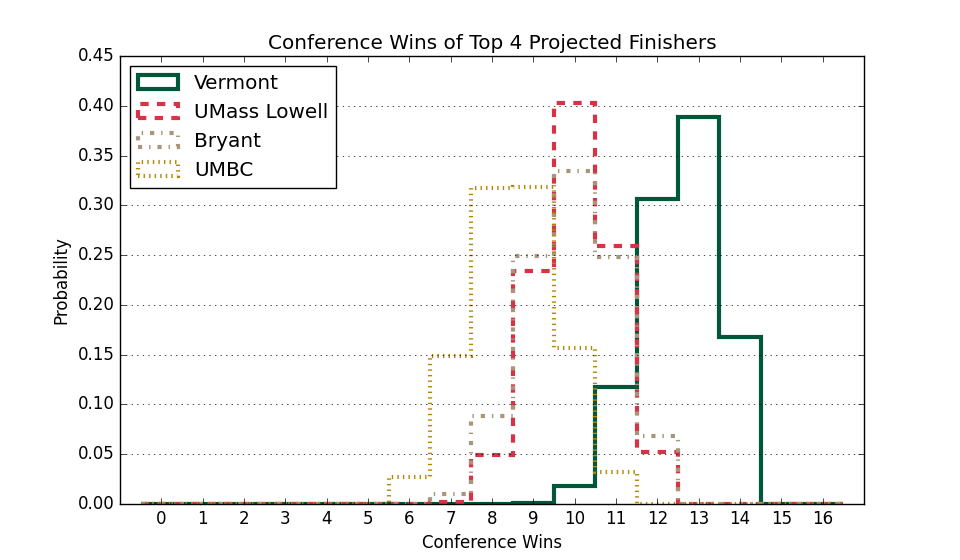 Conference Wins of Top 4 Projected Finishers
Vermont
UMass Lowell
Bryant
UMBC
Probability
0.45
0.40
0.35
0.30
0.25
0.20
0.15
0.10
0.05
0.00
0 1 2 3 4 5 6 7 8 9 10 11 12 13 14 15 16
Conference Wins